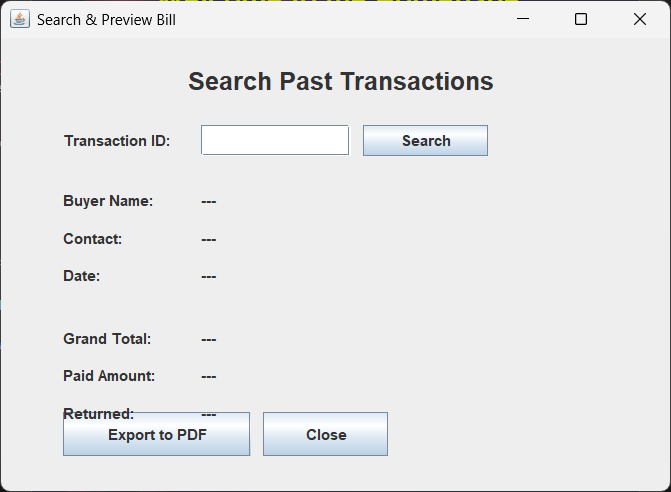 Search & Preview Bill
Search Past Transactions
Transaction ID: Search
Buyer Name: ---
Contact: ---
Date: ---
Grand Total: ---
Paid Amount: ---
Returned: ---
Export to PDF Close